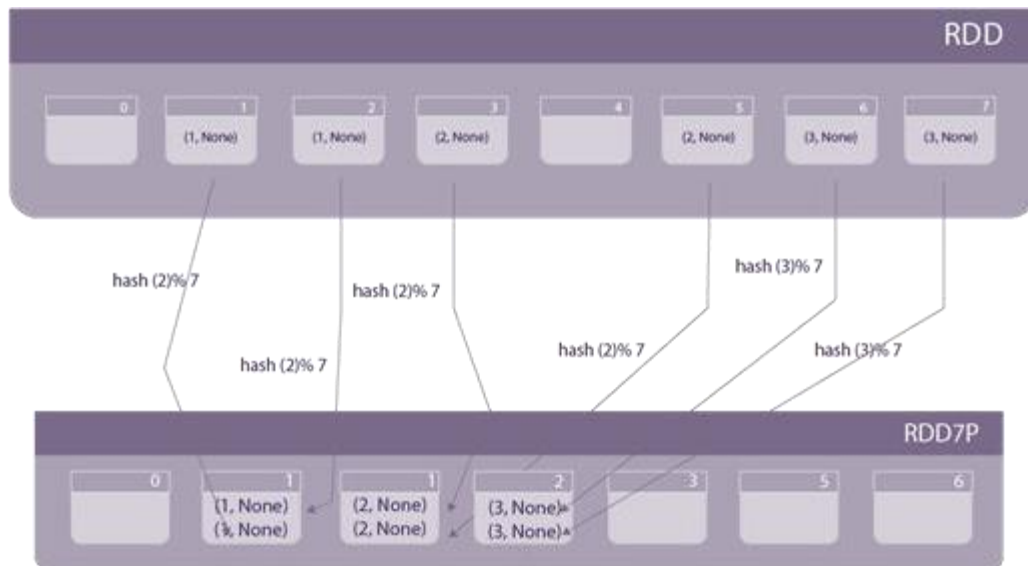 RDD
0 1 2 3 4 5 6 7
(1, None) (1, None) (2, None) (2, None) (3, None) (3, None)
hash (3)% 7
hash (2)% 7
hash (2)% 7
hash (2)% 7
hash (2)% 7
hash (3)% 7
RDD7P
0 1 1 2 3 5 6
(1, None) (2, None) (3, None)
(1, None) (2, None) (3, None)